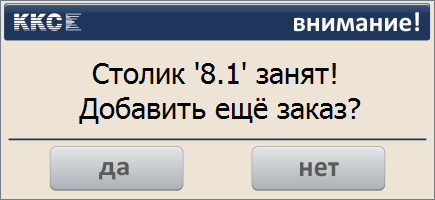 ККС внимание!
Столик '8.1' занят!
Добавить ещё заказ?
да нет